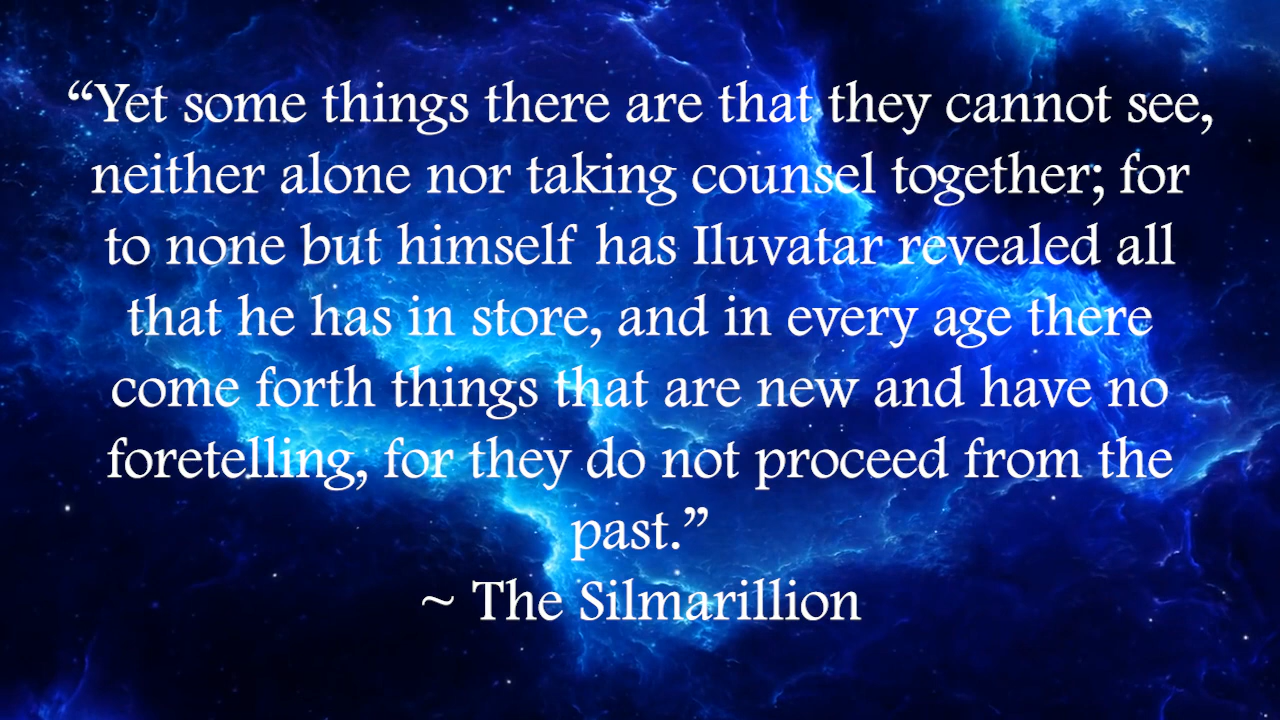 “Yet some things there are that they cannot see,
neither alone nor taking counsel together; for
to none but himself has Iluvatar revealed all
that he has in store, and in every age there
come forth things that are new and have no
foretelling, for they do not proceed from the
past.”
~ The Silmarillion